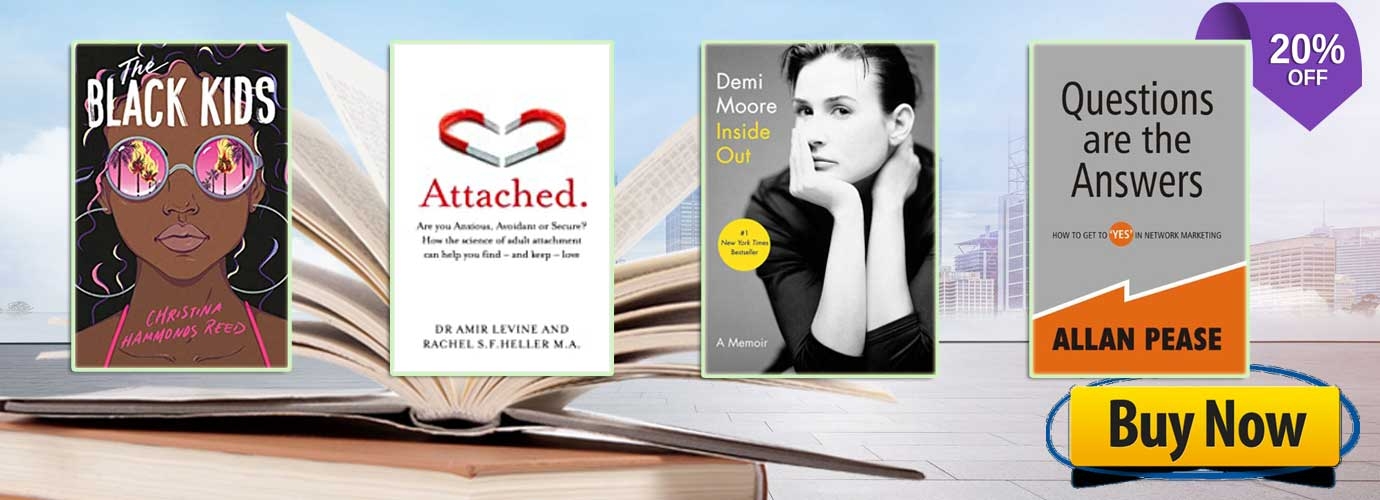 The
BLACK KIDS
CHRISTINA
HAMMONDS REED
Attached.
Are you Anxious, Avoidant or Secure?
How the science of adult attachment
can help you find – and keep – love
DR AMIR LEVINE AND
RACHEL S.F. HELLER M.A.
Demi
Moore
Inside
Out
#1
New York Times
Bestseller
A Memoir
Questions
are the
Answers
HOW TO GET TO 'YES' IN NETWORK MARKETING
ALLAN PEASE
20%
OFF
Buy Now